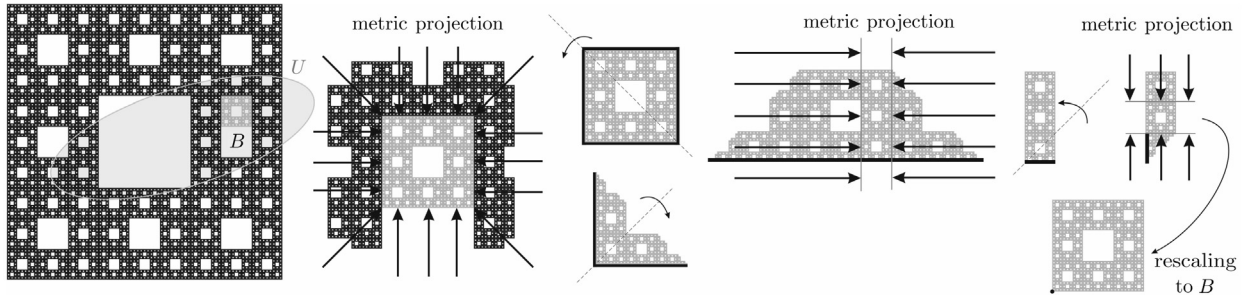 U
B
metric projection
metric projection
metric projection
rescaling
to B